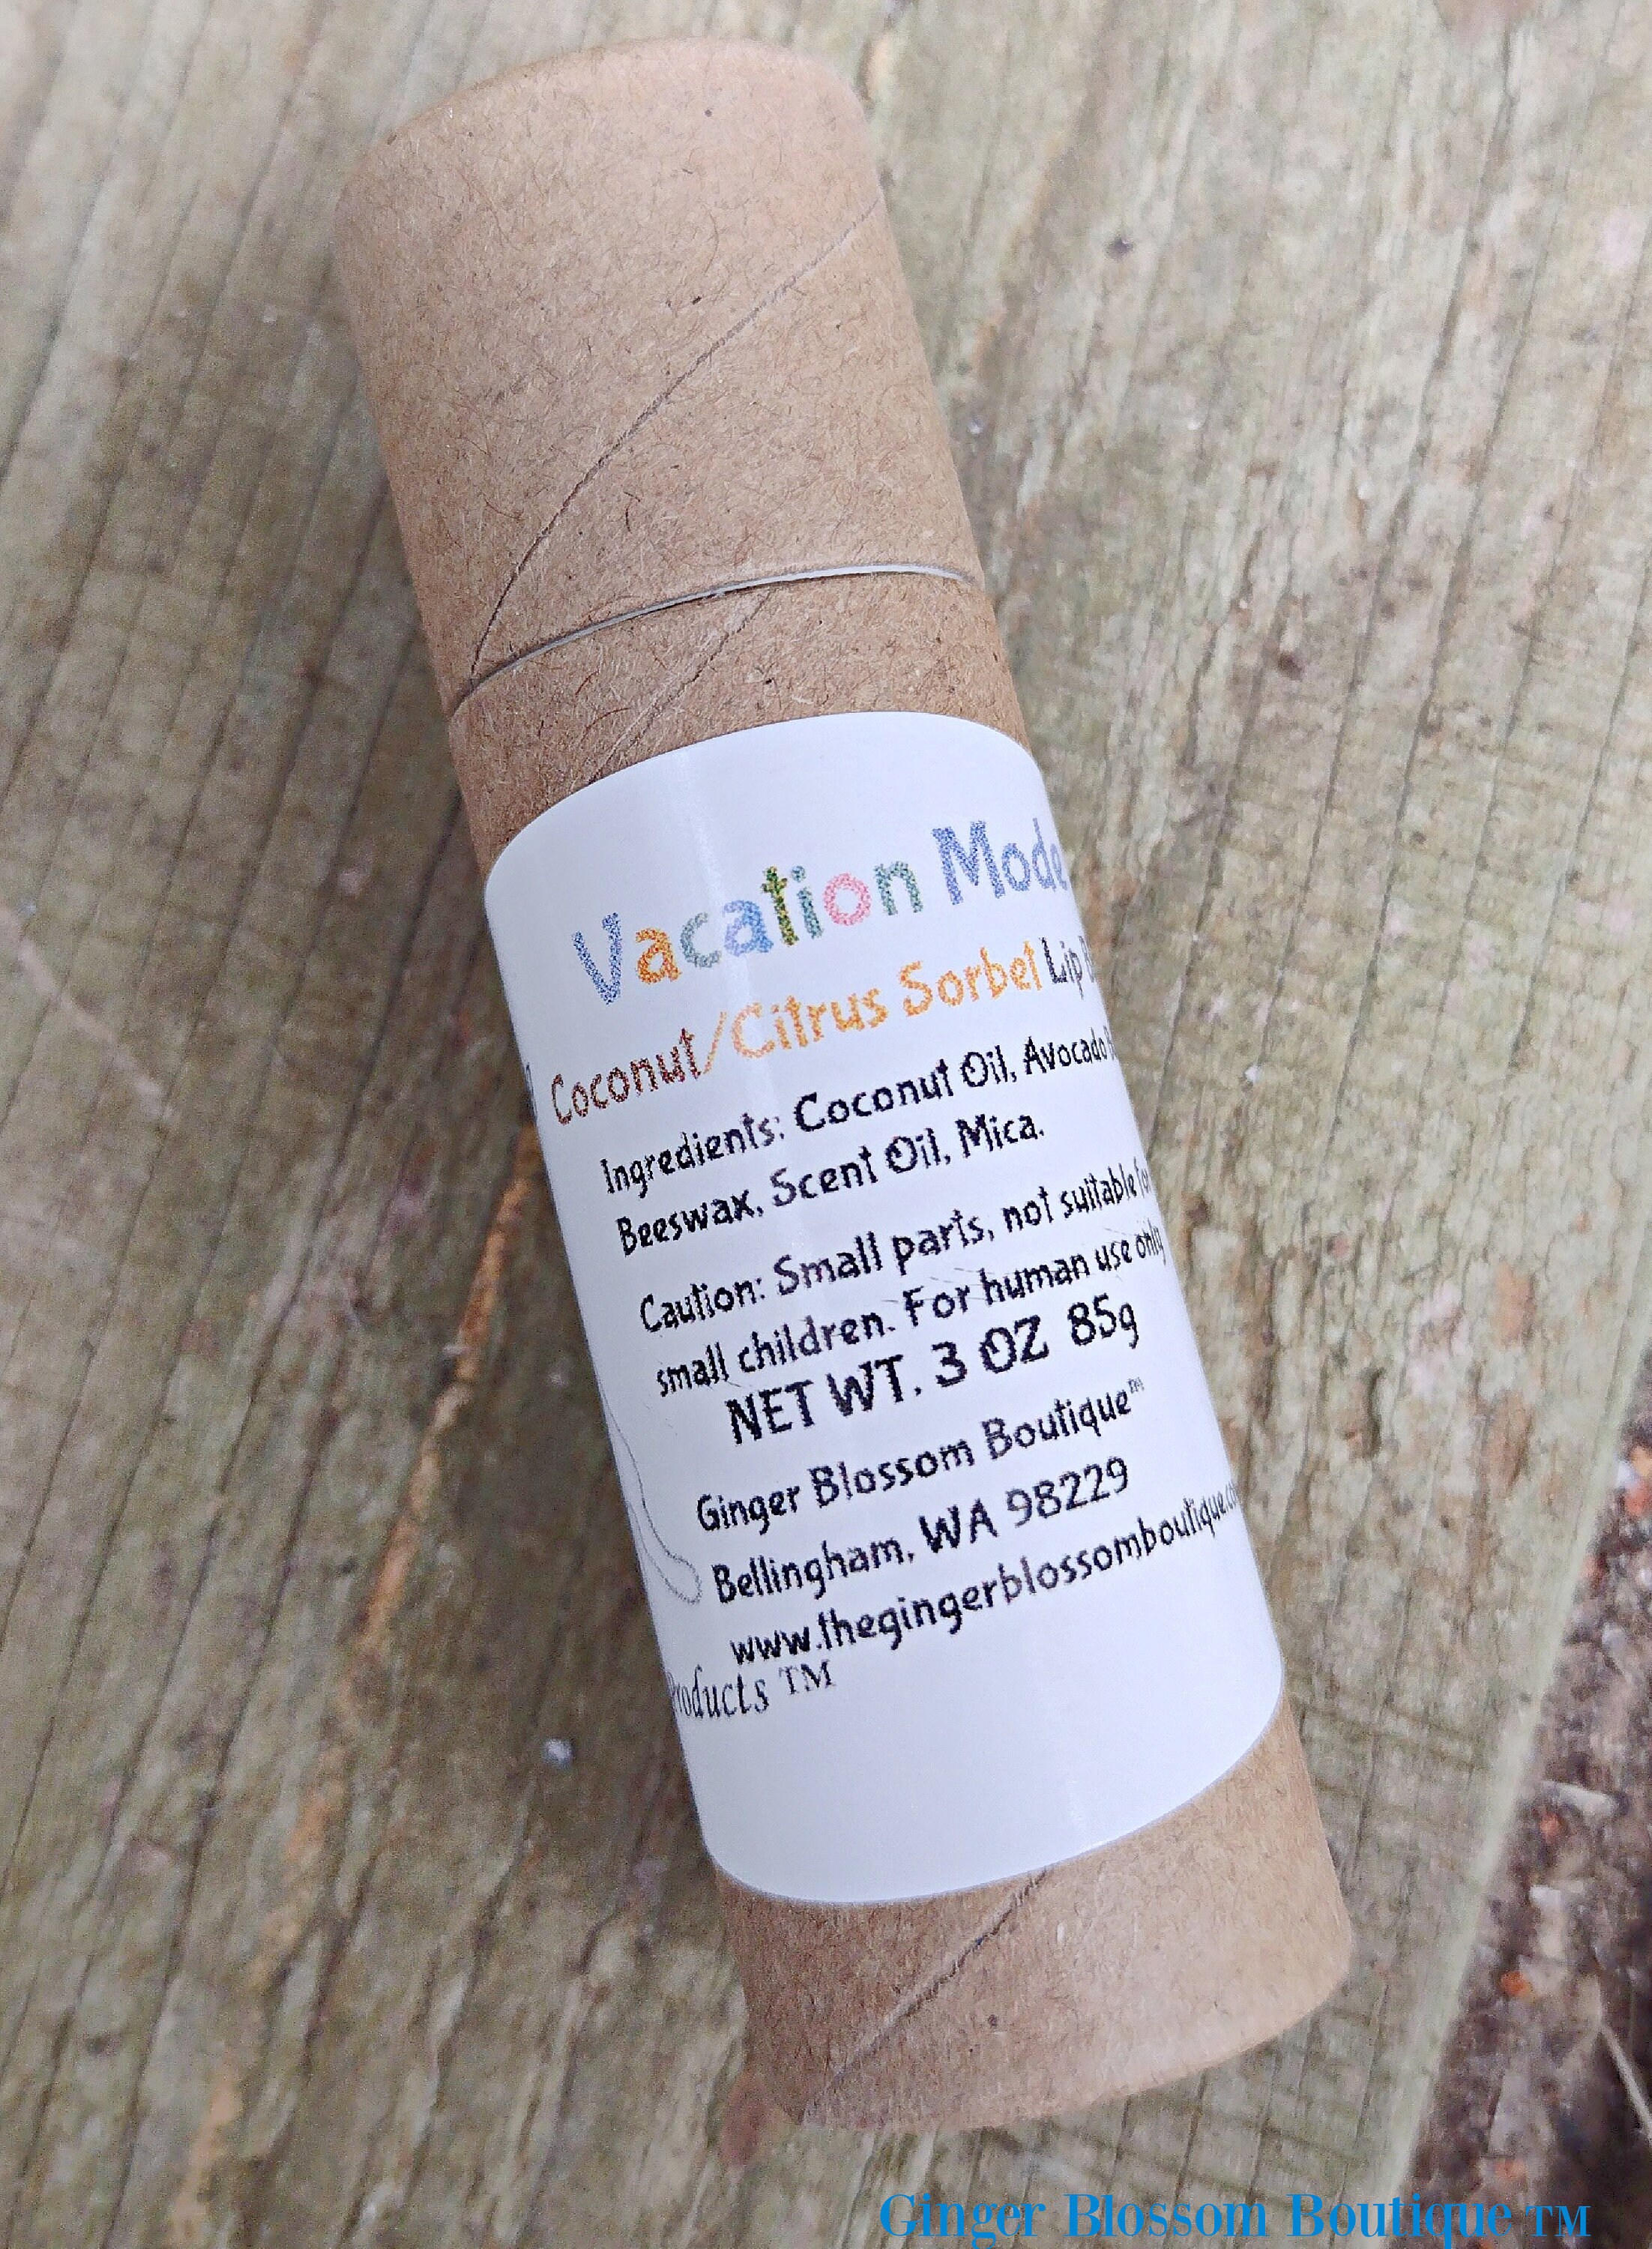 Vacation Mode
Coconut/Citrus Sorbet Lip
Ingredients: Coconut Oil, Avocado
Beeswax, Scent Oil, Mica.
Caution: Small parts, not suitable for
small children. For human use only
NET WT. 3 OZ 85g
Ginger Blossom Boutique™
Bellingham, WA 98229
www.thegingerblossomboutique.co
Products TM
Ginger Blossom Boutique TM